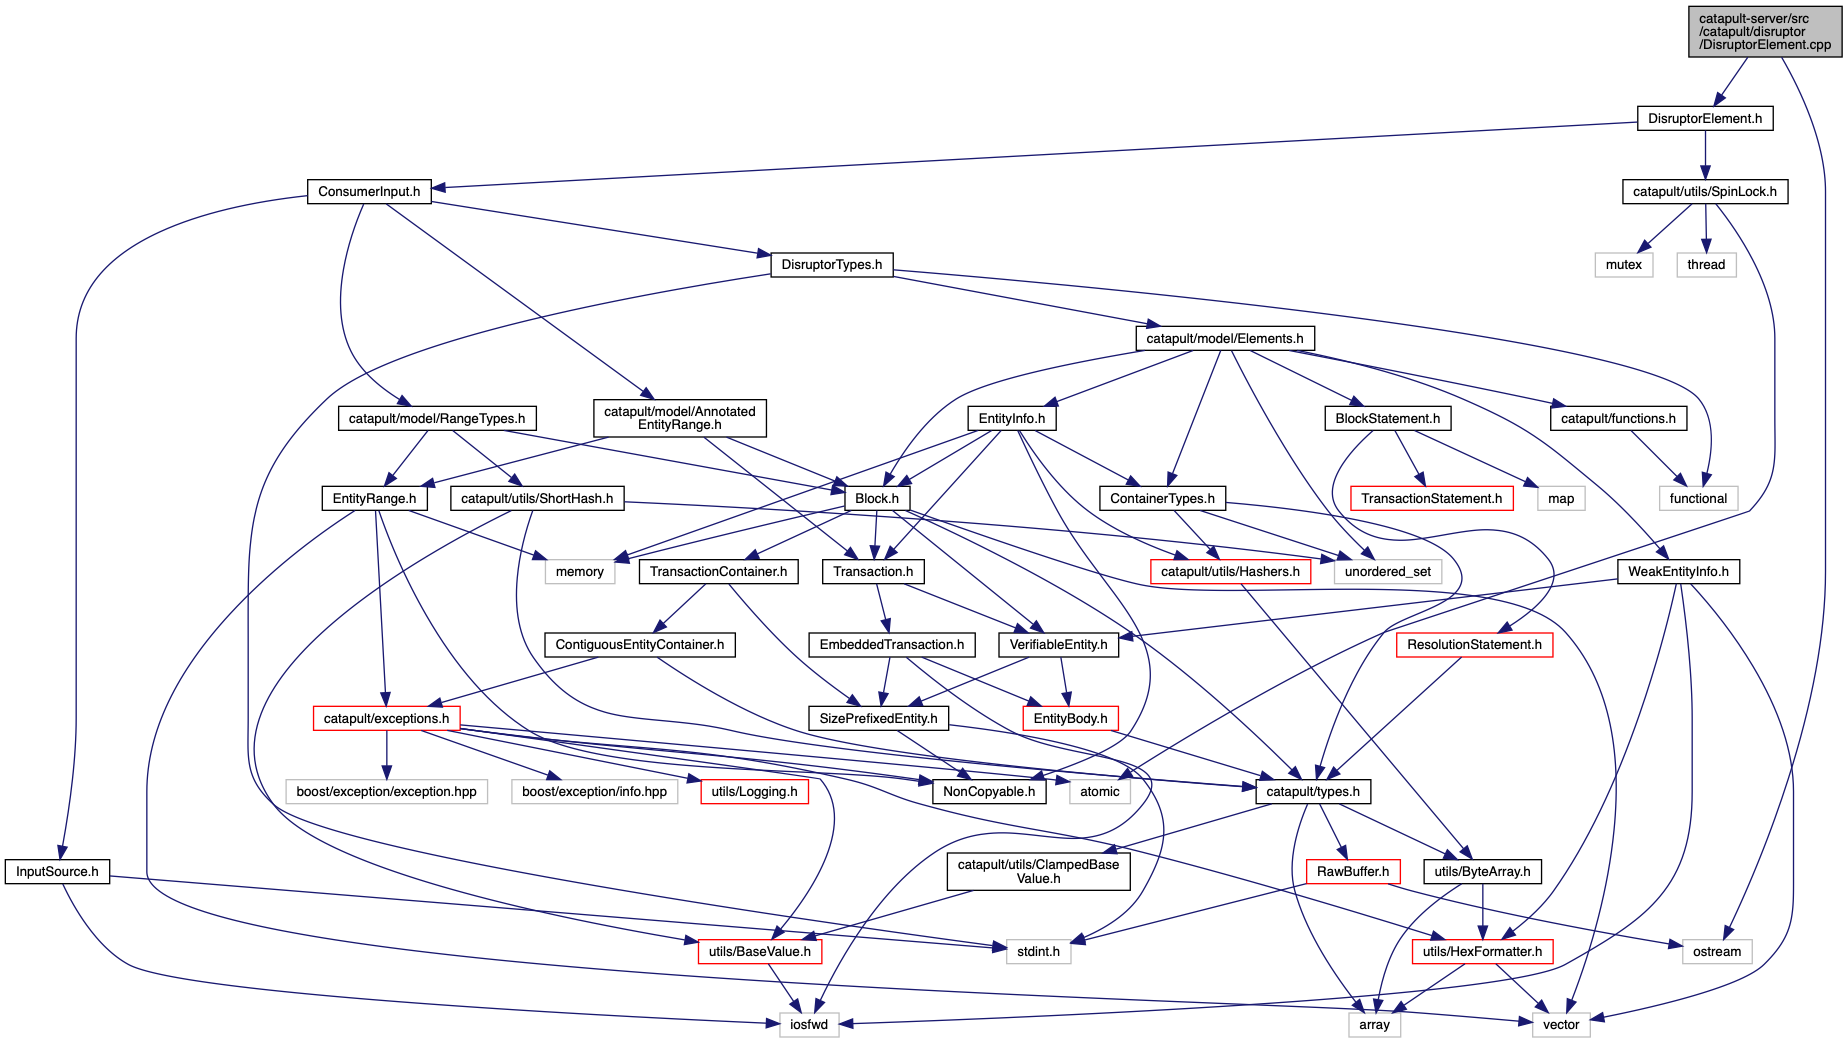 catapult-server/src
/catapult/disruptor
/DisruptorElement.cpp
DisruptorElement.h
ConsumerInput.h
catapult/utils/SpinLock.h
DisruptorTypes.h
mutex
thread
catapult/model/Elements.h
catapult/model/RangeTypes.h
catapult/model/Annotated
EntityRange.h
EntityInfo.h
BlockStatement.h
catapult/functions.h
EntityRange.h
catapult/utils/ShortHash.h
Block.h
ContainerTypes.h
TransactionStatement.h
map
functional
memory
TransactionContainer.h
Transaction.h
catapult/utils/Hashers.h
unordered_set
WeakEntityInfo.h
ContiguousEntityContainer.h
EmbeddedTransaction.h
VerifiableEntity.h
ResolutionStatement.h
catapult/exceptions.h
SizePrefixedEntity.h
EntityBody.h
boost/exception/exception.hpp
boost/exception/info.hpp
utils/Logging.h
NonCopyable.h
atomic
catapult/types.h
InputSource.h
catapult/utils/ClampedBase
Value.h
RawBuffer.h
utils/ByteArray.h
utils/BaseValue.h
stdint.h
utils/HexFormatter.h
ostream
iosfwd
array
vector